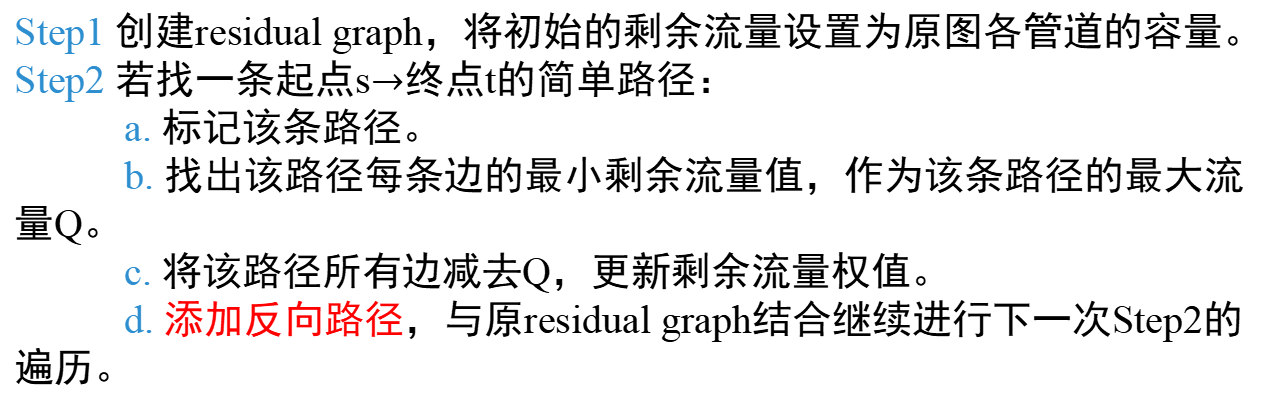 Step1 创建residual graph，将初始的剩余流量设置为原图各管道的容量。
Step2 若找一条起点s→终点t的简单路径：
a. 标记该条路径。
b. 找出该路径每条边的最小剩余流量值，作为该条路径的最大流
量Q。
c. 将该路径所有边减去Q，更新剩余流量权值。
d. 添加反向路径，与原residual graph结合继续进行下一次Step2的
遍历。